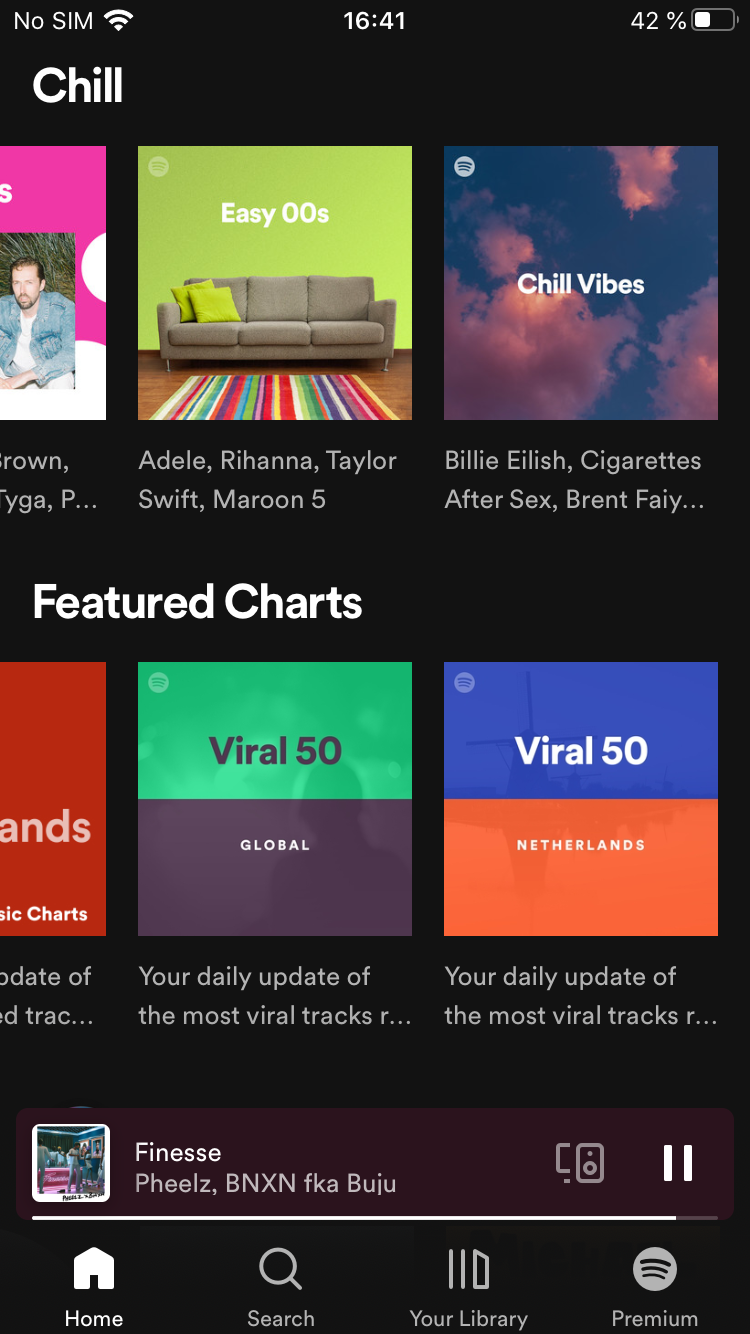 No SIM 16:41 42 %
Chill
s
Easy 00s
Chill Vibes
Brown,
Tyga, P...
Adele, Rihanna, Taylor
Swift, Maroon 5
Billie Eilish, Cigarettes
After Sex, Brent Faiy...
Featured Charts
ands
sic Charts
Viral 50
GLOBAL
Viral 50
NETHERLANDS
pdate of
ed trac...
Your daily update of
the most viral tracks r...
Your daily update of
the most viral tracks r...
Finesse
Pheelz, BNXN fka Buju
Home
Search
Your Library
Premium